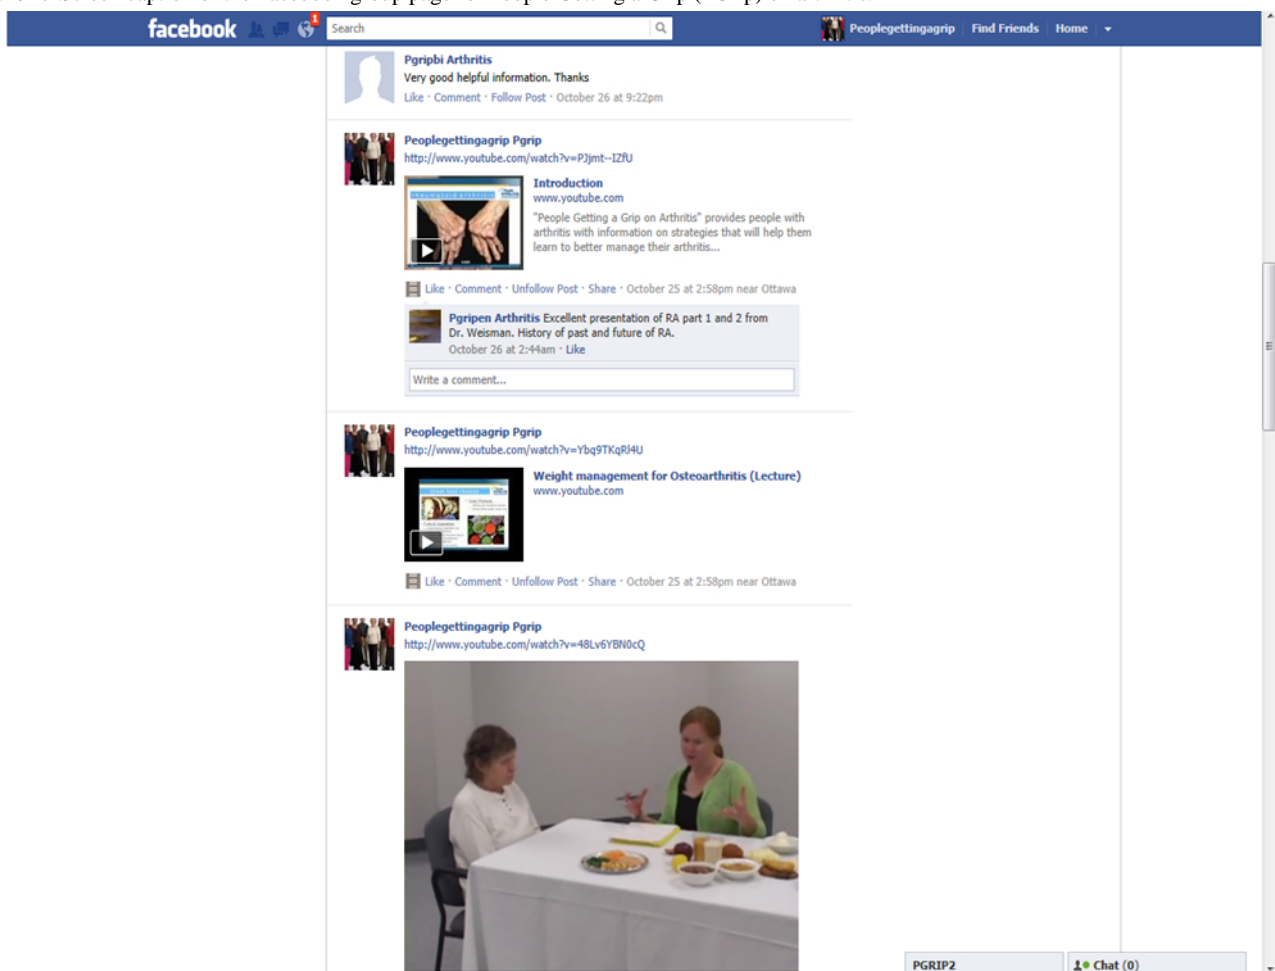 facebook
1
Search
Peoplegettingagrip Find Friends Home
Pgripbi Arthritis
Very good helpful information. Thanks
Like · Comment · Follow Post · October 26 at 9:22pm
Peoplegettingagrip Pgrip
http://www.youtube.com/watch?v=PJjmt--IZfU
Introduction
www.youtube.com
"People Getting a Grip on Arthritis" provides people with
arthritis with information on strategies that will help them
learn to better manage their arthritis...
Like · Comment · Unfollow Post · Share · October 25 at 2:58pm near Ottawa
Pgripen Arthritis Excellent presentation of RA part 1 and 2 from
Dr. Weisman. History of past and future of RA.
October 26 at 2:44am · Like
Write a comment...
Peoplegettingagrip Pgrip
http://www.youtube.com/watch?v=Ybq9TKqRl4U
Weight management for Osteoarthritis (Lecture)
www.youtube.com
Like · Comment · Unfollow Post · Share · October 25 at 2:58pm near Ottawa
Peoplegettingagrip Pgrip
http://www.youtube.com/watch?v=48Lv6YBN0cQ
PGRIP2
Chat (0)